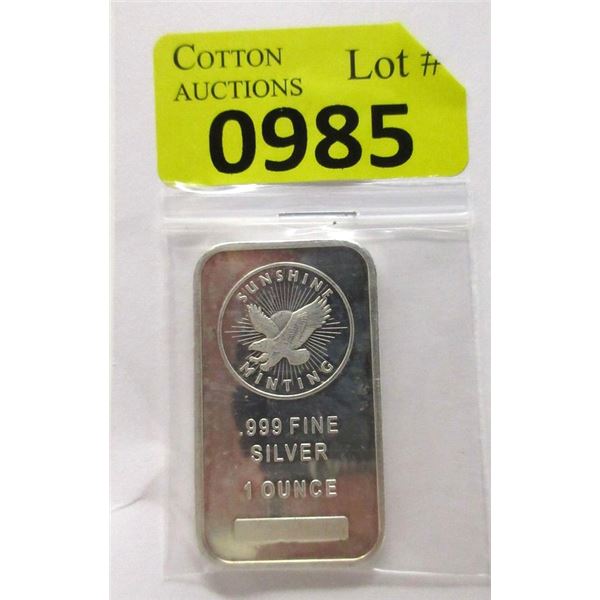 COTTON Lot #
AUCTIONS
0985
SUNSHINE
MINTING
.999 FINE
SILVER
1 OUNCE